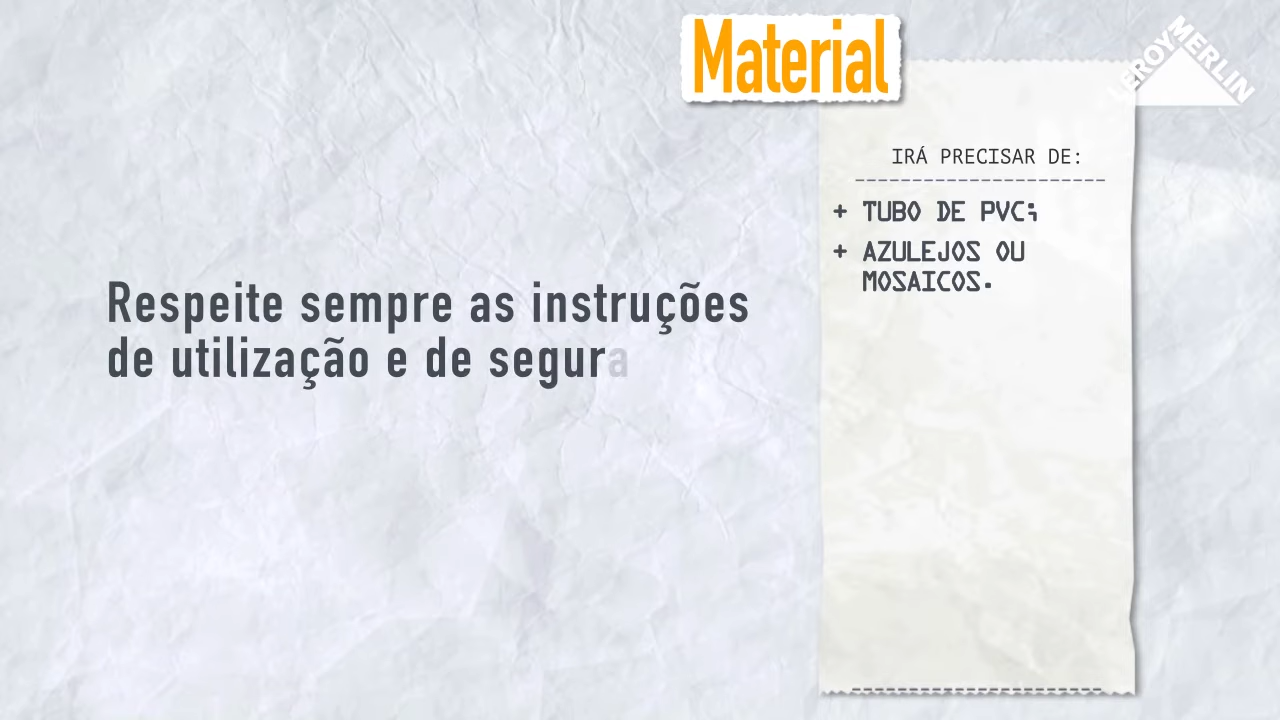 Material
LEROY MERLIN
IRÁ PRECISAR DE:
+ TUBO DE PVC;
+ AZULEJOS OU
MOSAICOS.
Respeite sempre as instruções
de utilização e de segura